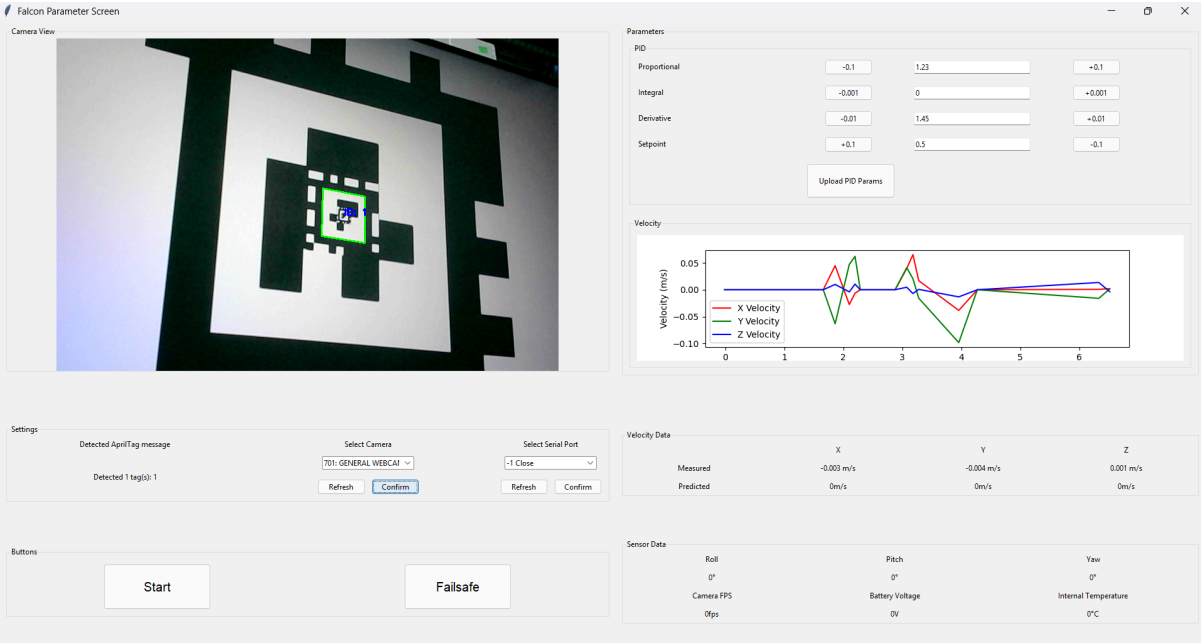 Falcon Parameter Screen
Camera View
Parameters
PID
Proportional -0.1 1.23 +0.1
Integral -0.001 0 +0.001
Derivative -0.01 1.45 +0.01
Setpoint +0.1 0.5 -0.1
Upload PID Params
Velocity
Velocity (m/s)
0.05
0.00
-0.05
-0.10
X Velocity
Y Velocity
Z Velocity
0 1 2 3 4 5 6
Settings
Detected AprilTag message
Detected 1 tag(s): 1
Select Camera
701: GENERAL WEBCAI
Refresh Confirm
Select Serial Port
-1 Close
Refresh Confirm
Velocity Data
X Y Z
Measured -0.003 m/s -0.004 m/s 0.001 m/s
Predicted 0m/s 0m/s 0m/s
Buttons
Start
Failsafe
Sensor Data
Roll Pitch Yaw
0° 0° 0°
Camera FPS Battery Voltage Internal Temperature
0fps 0V 0°C